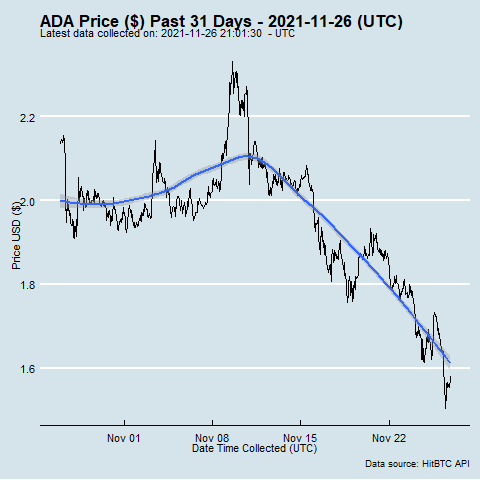 ADA Price ($) Past 31 Days - 2021-11-26 (UTC)
Latest data collected on: 2021-11-26 21:01:30 - UTC
2.2
2.0
1.8
1.6
Price USD ($)
Nov 01 Nov 08 Nov 15 Nov 22
Date Time Collected (UTC)
Data source: HitBTC API